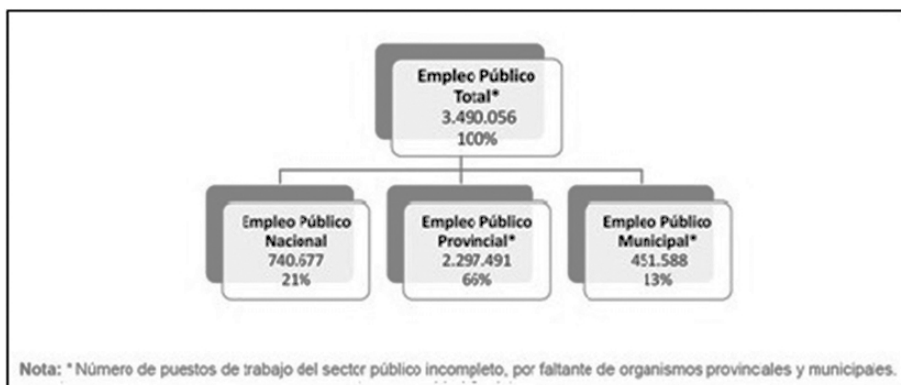 Empleo Público
Total*
3.490.056
100%
Empleo Público
Nacional
740.677
21%
Empleo Público
Provincial*
2.297.491
66%
Empleo Público
Municipal*
451.588
13%
Nota: * Número de puestos de trabajo del sector público incompleto, por faltante de organismos provinciales y municipales.